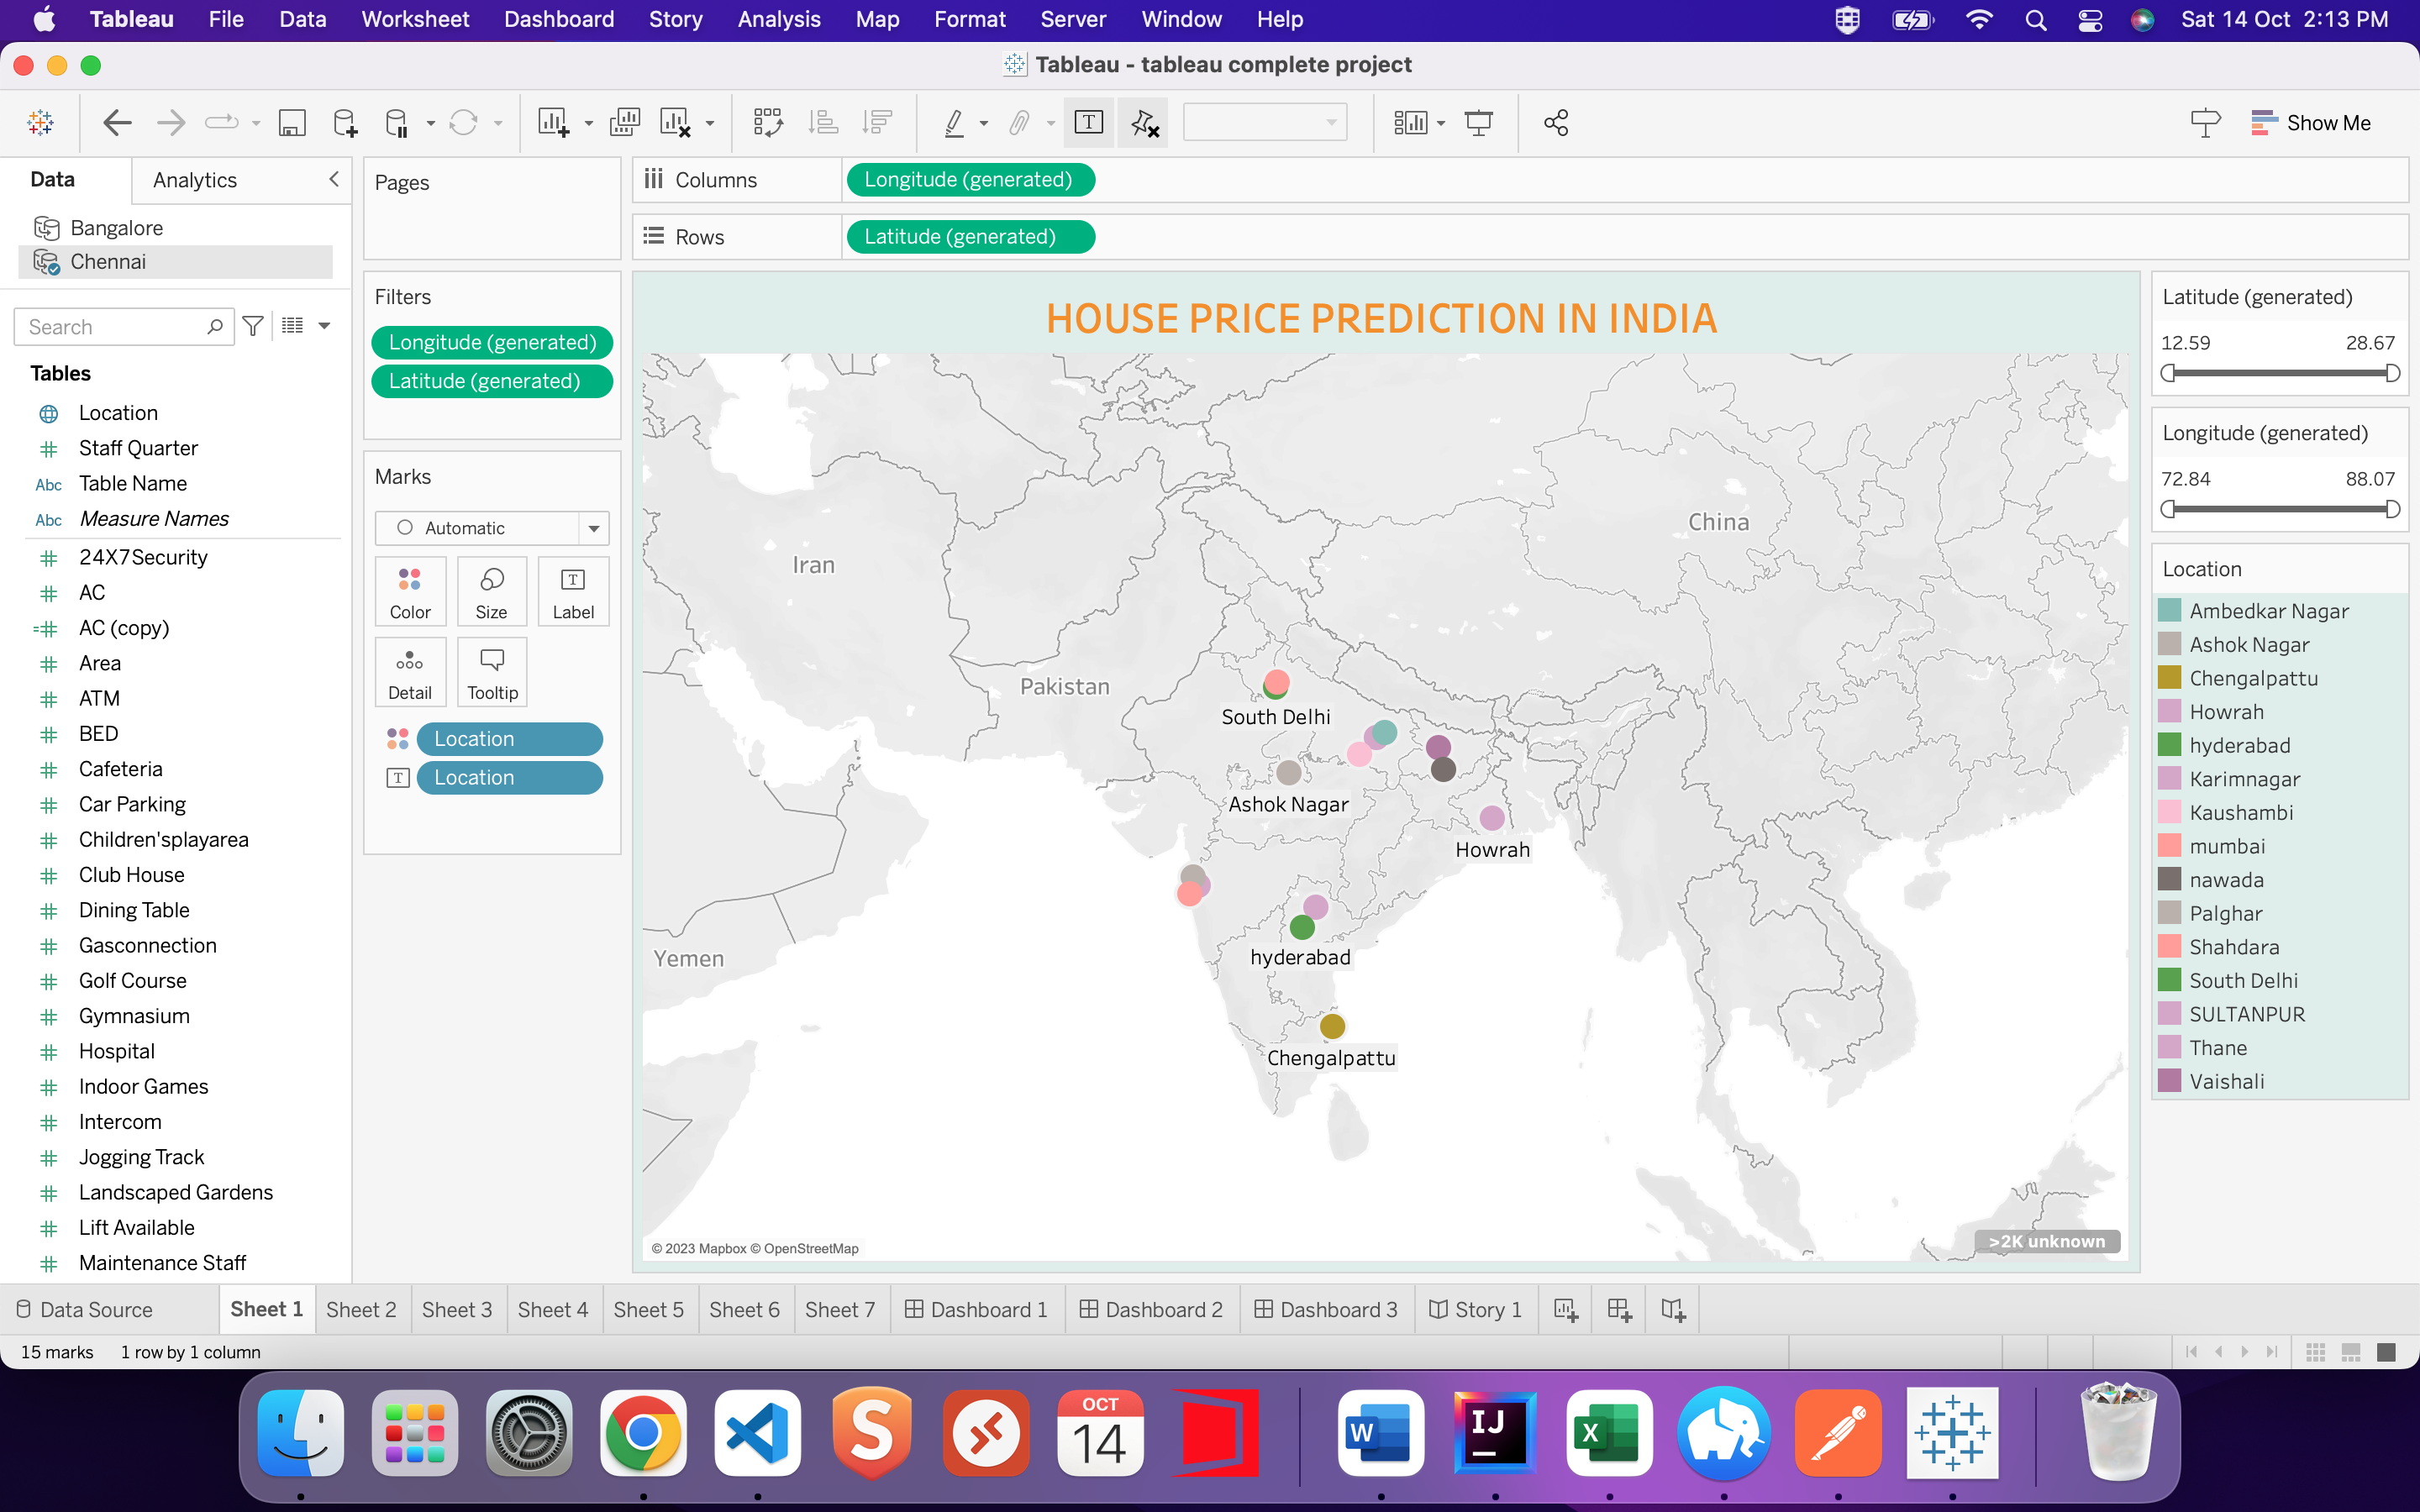 Tableau File Data Worksheet Dashboard Story Analysis Map Format Server Window Help Sat 14 Oct 2:13 PM
Tableau - tableau complete project
T Show Me
Data Analytics
Bangalore
Chennai
Search
Tables
Location
Staff Quarter
Abc Table Name
Abc Measure Names
24X7Security
AC
AC (copy)
Area
ATM
BED
Cafeteria
Car Parking
Children'splayarea
Club House
Dining Table
Gasconnection
Golf Course
Gymnasium
Hospital
Indoor Games
Intercom
Jogging Track
Landscaped Gardens
Lift Available
Maintenance Staff
Pages
Filters
Longitude (generated)
Latitude (generated)
Marks
Automatic
Color Size Label
Detail Tooltip
Location
Location
Columns Longitude (generated)
Rows Latitude (generated)
HOUSE PRICE PREDICTION IN INDIA
China
Iran
Pakistan
South Delhi
Ashok Nagar
Howrah
hyderabad
Yemen
Chengalpattu
© 2023 Mapbox © OpenStreetMap
>2K unknown
Latitude (generated)
12.59 28.67
Longitude (generated)
72.84 88.07
Location
Ambedkar Nagar
Ashok Nagar
Chengalpattu
Howrah
hyderabad
Karimnagar
Kaushambi
mumbai
nawada
Palghar
Shahdara
South Delhi
SULTANPUR
Thane
Vaishali
Data Source Sheet 1 Sheet 2 Sheet 3 Sheet 4 Sheet 5 Sheet 6 Sheet 7 Dashboard 1 Dashboard 2 Dashboard 3 Story 1
15 marks 1 row by 1 column
S OCT 14 W IJ X